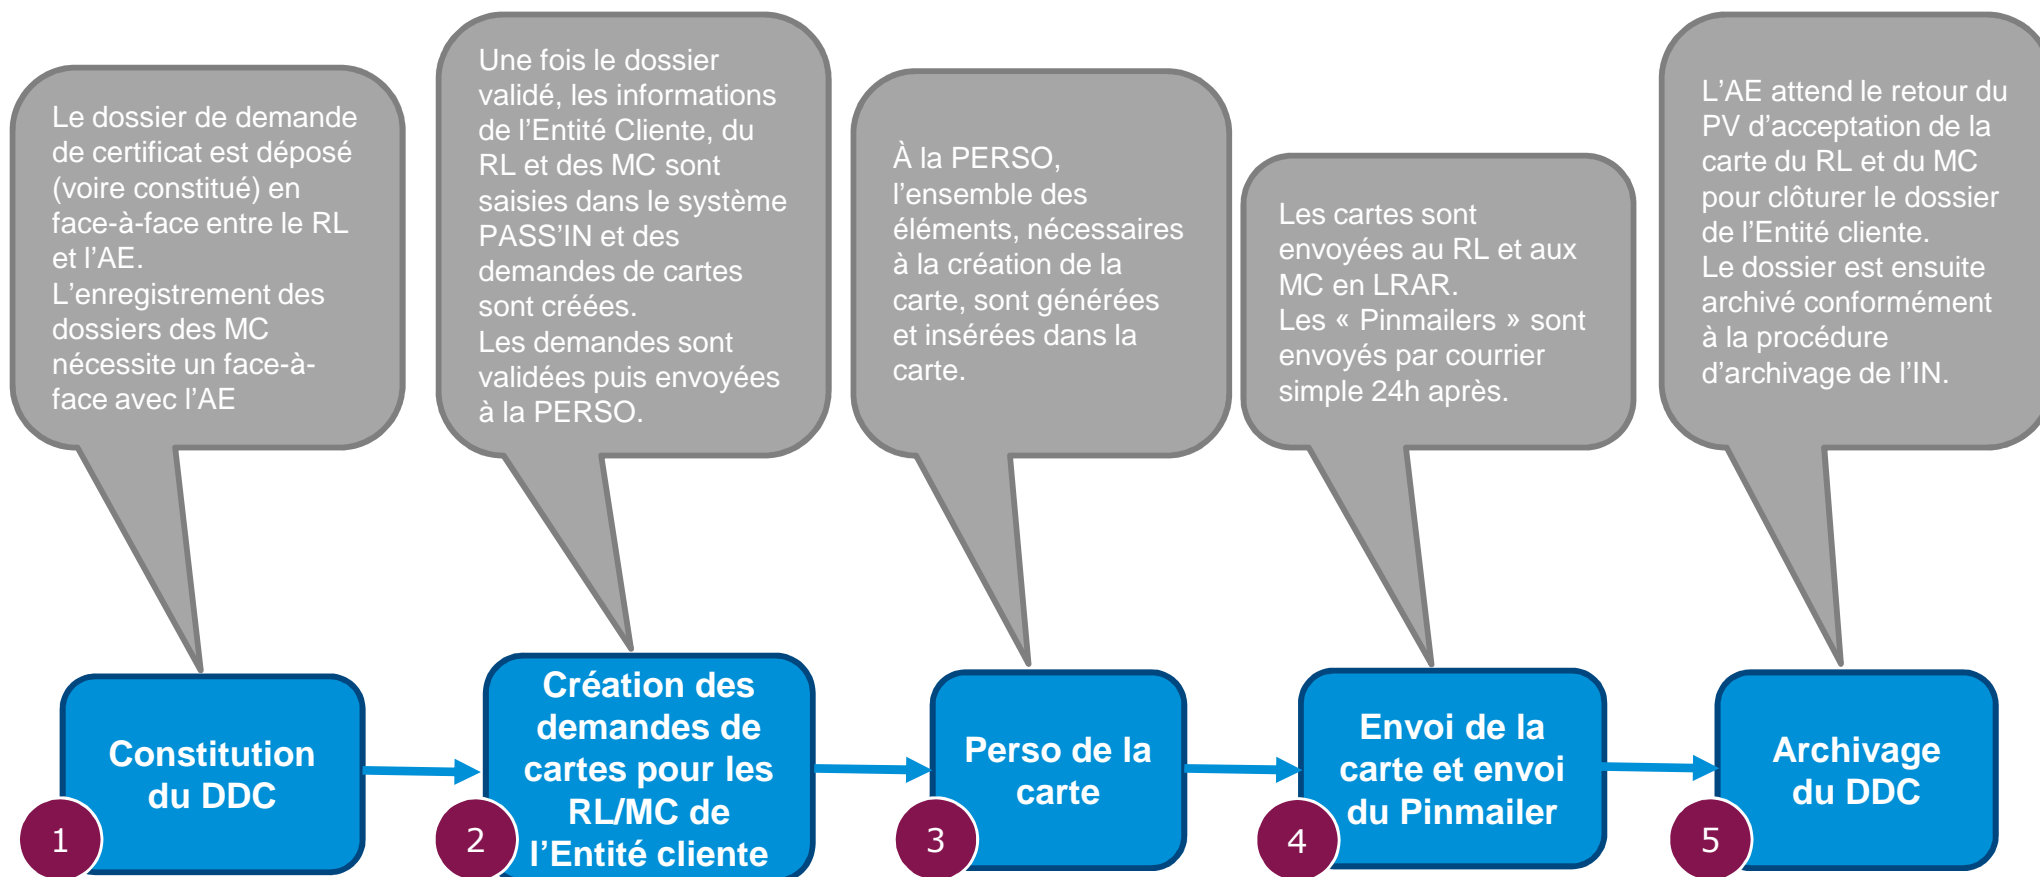 Le dossier de demande
de certificat est déposé
(voire constitué) en
face-à-face entre le RL
et l’AE.
L’enregistrement des
dossiers des MC
nécessite un face-à-
face avec l’AE
Une fois le dossier
validé, les informations
de l’Entité Cliente, du
RL et des MC sont
saisies dans le système
PASS’IN et des
demandes de cartes
sont créées.
Les demandes sont
validées puis envoyées
à la PERSO.
À la PERSO,
l’ensemble des
éléments, nécessaires
à la création de la
carte, sont générées
et insérées dans la
carte.
Les cartes sont
envoyées au RL et aux
MC en LRAR.
Les « Pinmailers » sont
envoyés par courrier
simple 24h après.
L’AE attend le retour du
PV d’acceptation de la
carte du RL et du MC
pour clôturer le dossier
de l’Entité cliente.
Le dossier est ensuite
archivé conformément
à la procédure
d’archivage de l’IN.
Constitution
du DDC
1
Création des
demandes de
cartes pour les
RL/MC de
l’Entité cliente
2
Perso de la
carte
3
Envoi de la
carte et envoi
du Pinmailer
4
Archivage
du DDC
5